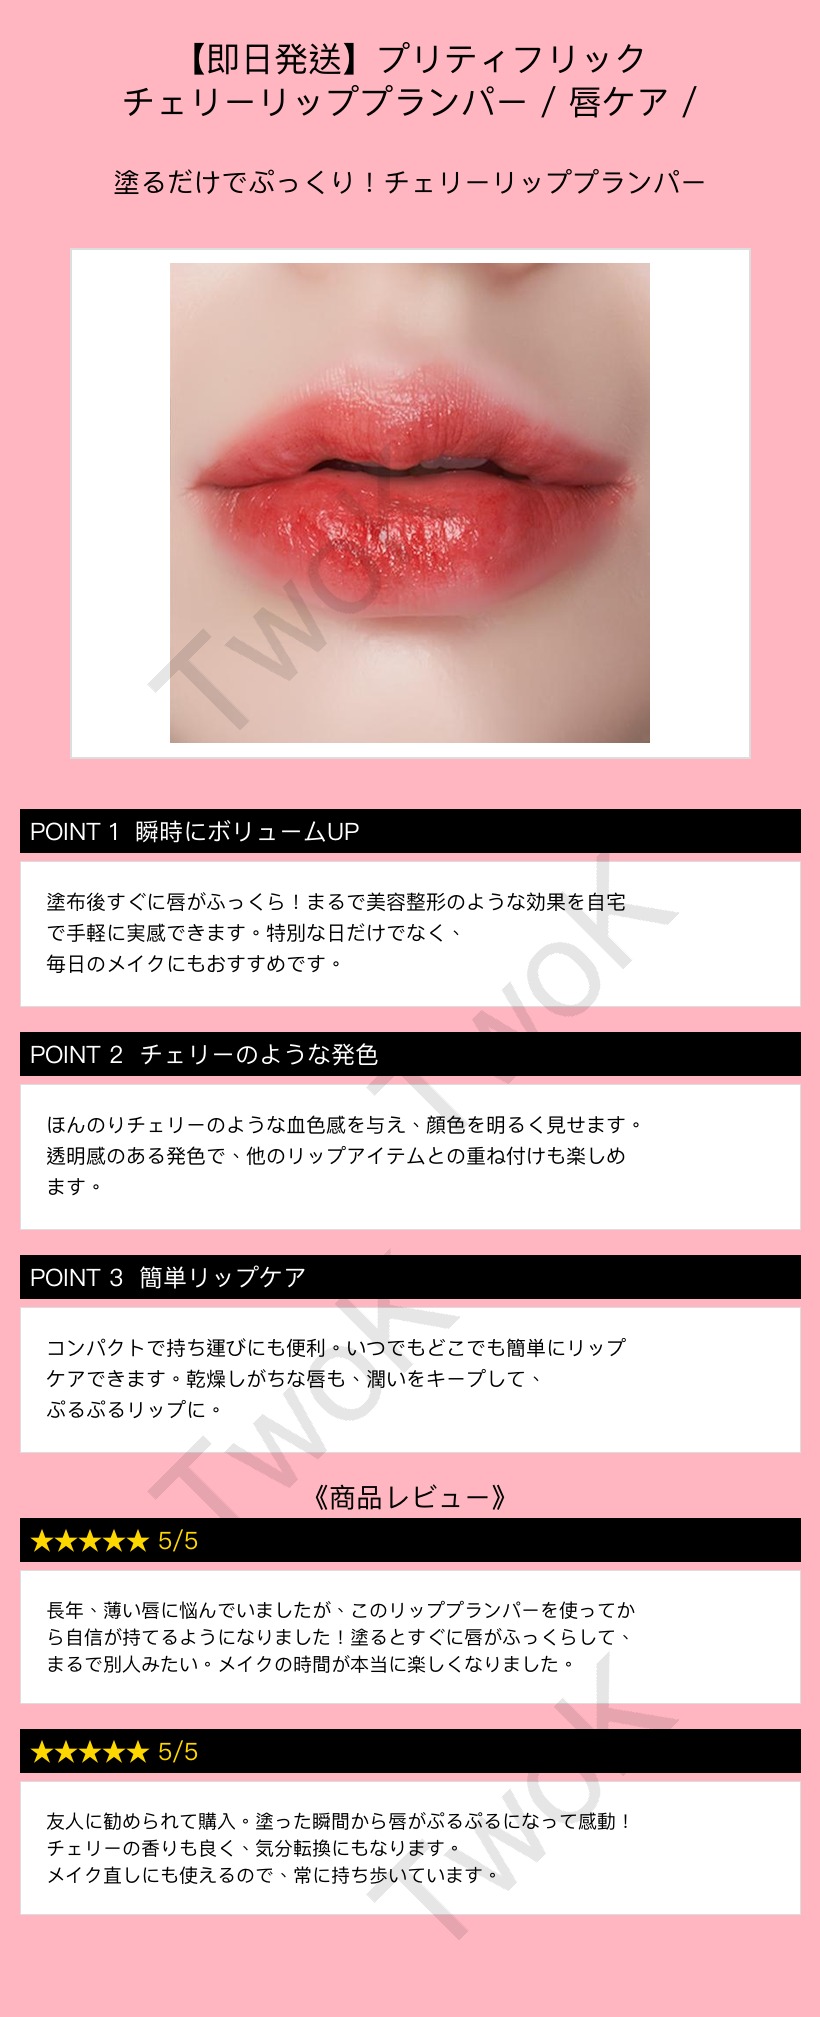 【即日発送】プリティフリック
チェリーリッププランパー / 唇ケア /
塗るだけでぷっくり！チェリーリッププランパー
TwoK
POINT 1 瞬時にボリュームUP
塗布後すぐに唇がふっくら！まるで美容整形のような効果を自宅
で手軽に実感できます。特別な日だけでなく、
毎日のメイクにもおすすめです。
TwoK
POINT 2 チェリーのような発色
ほんのりチェリーのような血色感を与え、顔色を明るく見せます。
透明感のある発色で、他のリップアイテムとの重ね付けも楽しめ
ます。
POINT 3 簡単リップケア
コンパクトで持ち運びにも便利。いつでもどこでも簡単にリップ
ケアできます。乾燥しがちな唇も、潤いをキープして、
ぷるぷるリップに。
TwoK
《商品レビュー》
★★★★★ 5/5
長年、薄い唇に悩んでいましたが、このリッププランパーを使ってか
ら自信が持てるようになりました！塗るとすぐに唇がふっくらして、
まるで別人みたい。メイクの時間が本当に楽しくなりました。
★★★★★ 5/5
友人に勧められて購入。塗った瞬間から唇がぷるぷるになって感動！
チェリーの香りも良く、気分転換にもなります。
メイク直しにも使えるので、常に持ち歩いています。
TwoK